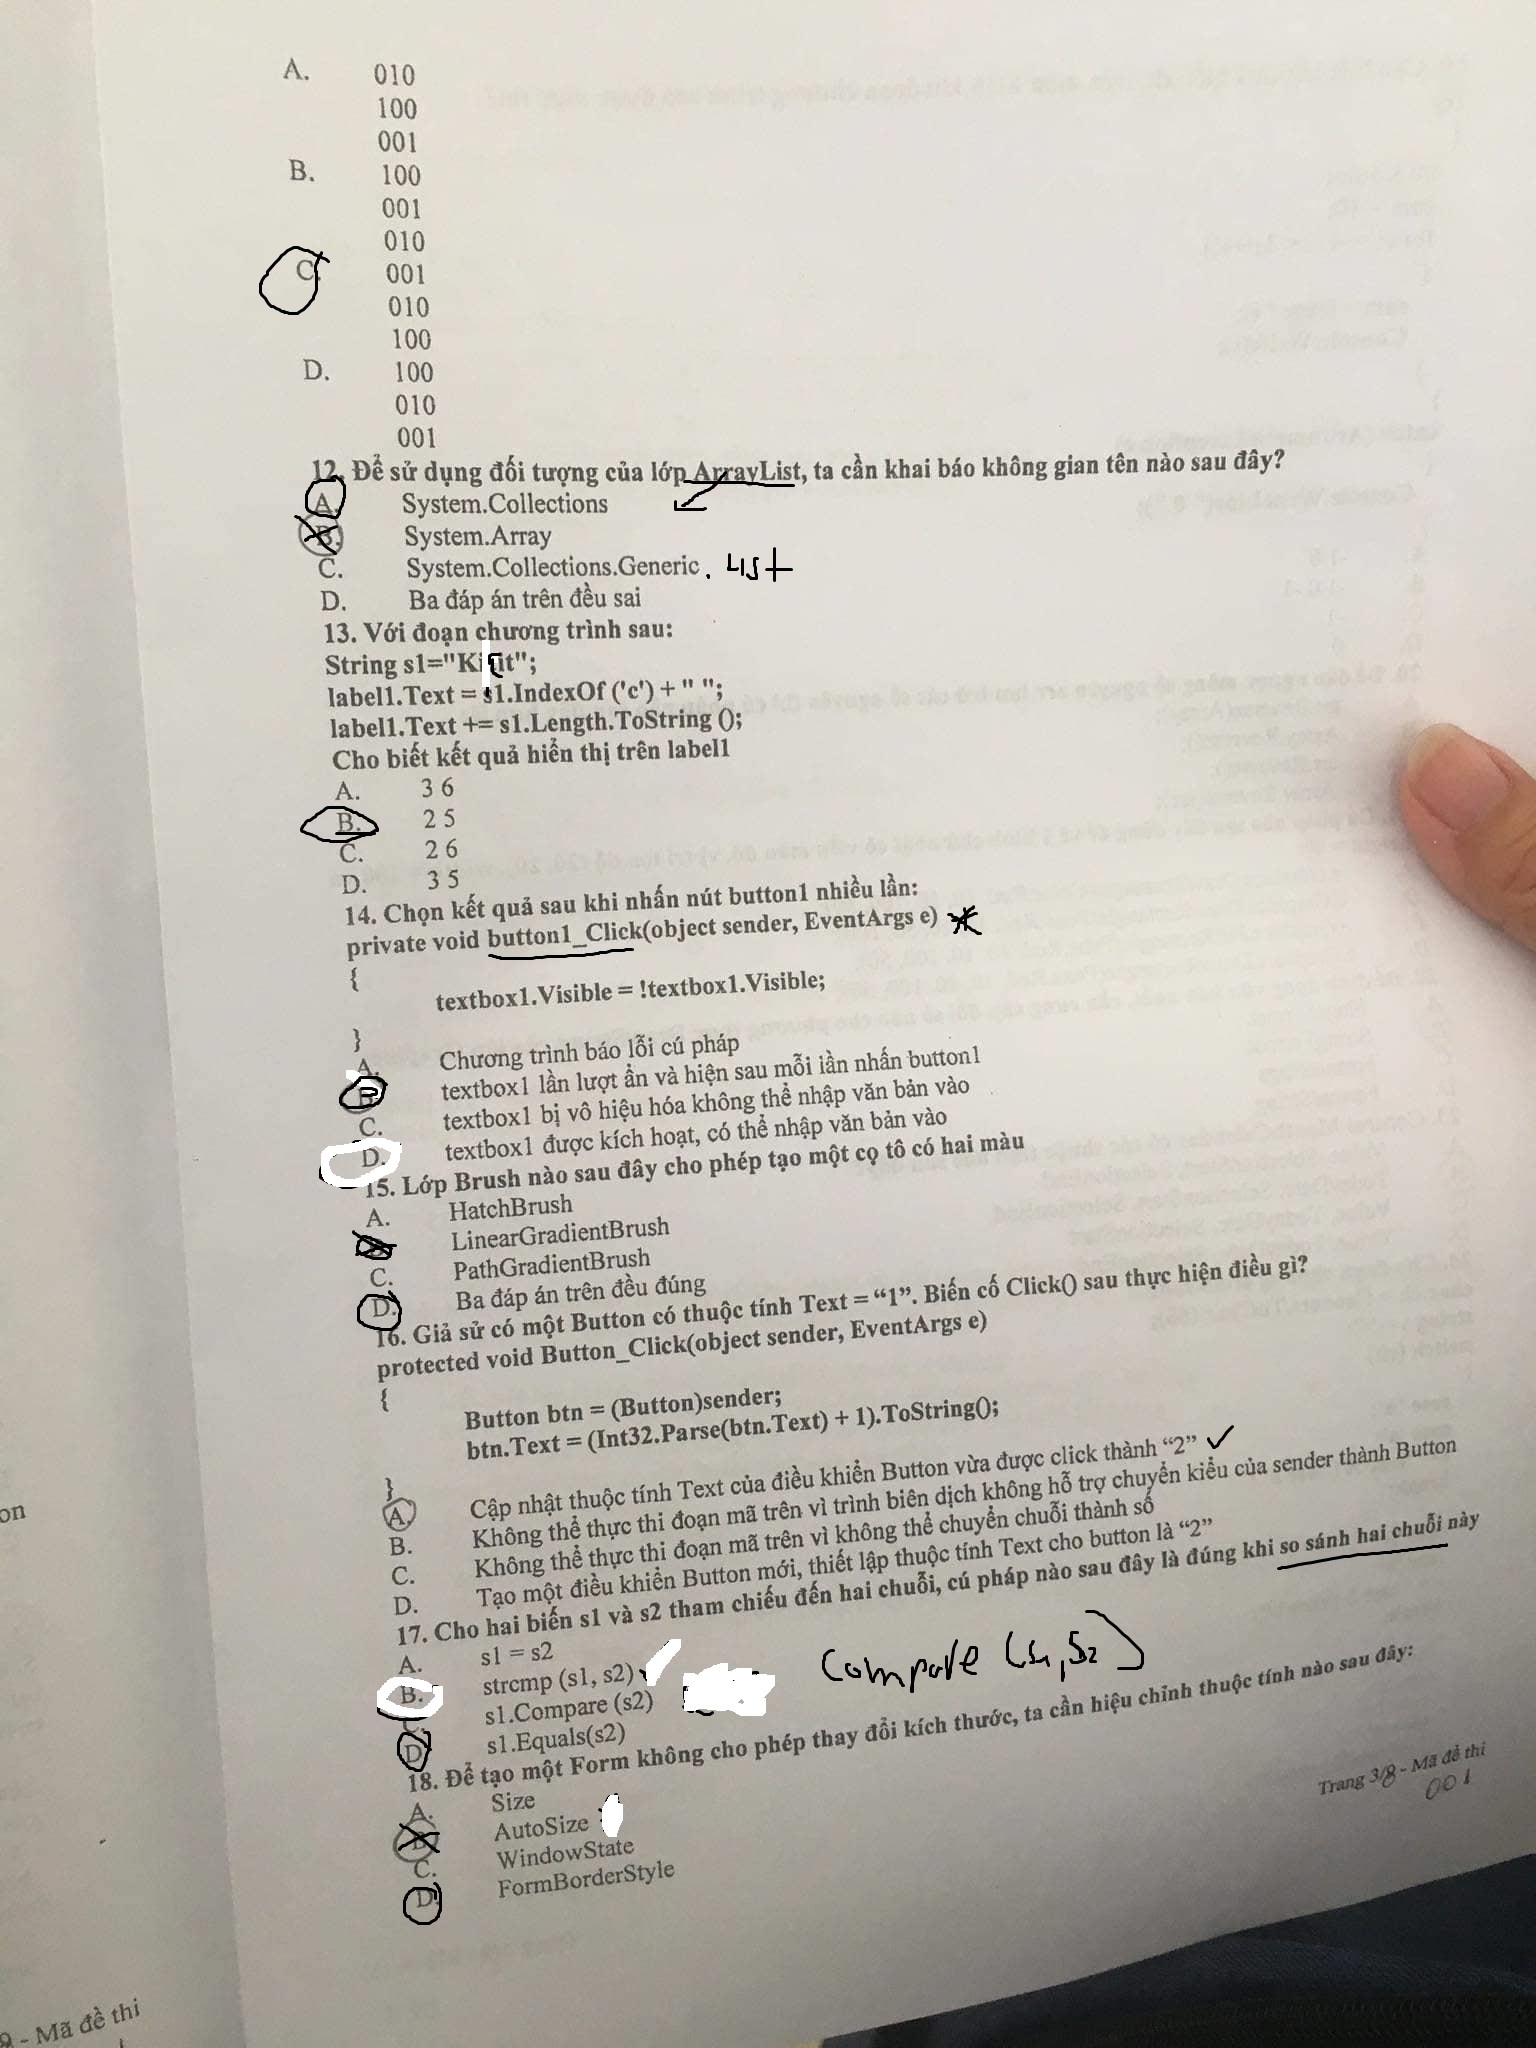 A. 010
100
001
B. 100
001
010
C. 001
010
100
D. 100
010
001
12. Để sử dụng đối tượng của lớp ArrayList, ta cần khai báo không gian tên nào sau đây?
A. System.Collections
B. System.Array
C. System.Collections.Generic . LIST
D. Ba đáp án trên đều sai
13. Với đoạn chương trình sau:
String s1="Kicit";
label1.Text = s1.IndexOf ('c') + " ";
label1.Text += s1.Length.ToString ();
Cho biết kết quả hiển thị trên label1
A. 3 6
B. 2 5
C. 2 6
D. 3 5
14. Chọn kết quả sau khi nhấn nút button1 nhiều lần:
private void button1_Click(object sender, EventArgs e)
{
textbox1.Visible = !textbox1.Visible;
}
A. Chương trình báo lỗi cú pháp
B. textbox1 lần lượt ẩn và hiện sau mỗi lần nhấn button1
C. textbox1 bị vô hiệu hóa không thể nhập văn bản vào
D. textbox1 được kích hoạt, có thể nhập văn bản vào
15. Lớp Brush nào sau đây cho phép tạo một cọ tô có hai màu
A. HatchBrush
B. LinearGradientBrush
C. PathGradientBrush
D. Ba đáp án trên đều đúng
16. Giả sử có một Button có thuộc tính Text = “1”. Biến cố Click() sau thực hiện điều gì?
protected void Button_Click(object sender, EventArgs e)
{
Button btn = (Button)sender;
btn.Text = (Int32.Parse(btn.Text) + 1).ToString();
}
A. Cập nhật thuộc tính Text của điều khiển Button vừa được click thành “2”
B. Không thể thực thi đoạn mã trên vì trình biên dịch không hỗ trợ chuyển kiểu của sender thành Button
C. Không thể thực thi đoạn mã trên vì không thể chuyển chuỗi thành số
D. Tạo một điều khiển Button mới, thiết lập thuộc tính Text cho button là “2”
17. Cho hai biến s1 và s2 tham chiếu đến hai chuỗi, cú pháp nào sau đây là đúng khi so sánh hai chuỗi này
A. s1 = s2
B. strcmp (s1, s2)
C. s1.Compare (s2) Compare (s1, s2)
D. s1.Equals(s2)
18. Để tạo một Form không cho phép thay đổi kích thước, ta cần hiệu chỉnh thuộc tính nào sau đây:
A. Size
B. AutoSize
C. WindowState
D. FormBorderStyle
Trang 3/8 - Mã đề thi
001
on
9 - Mã đề thi